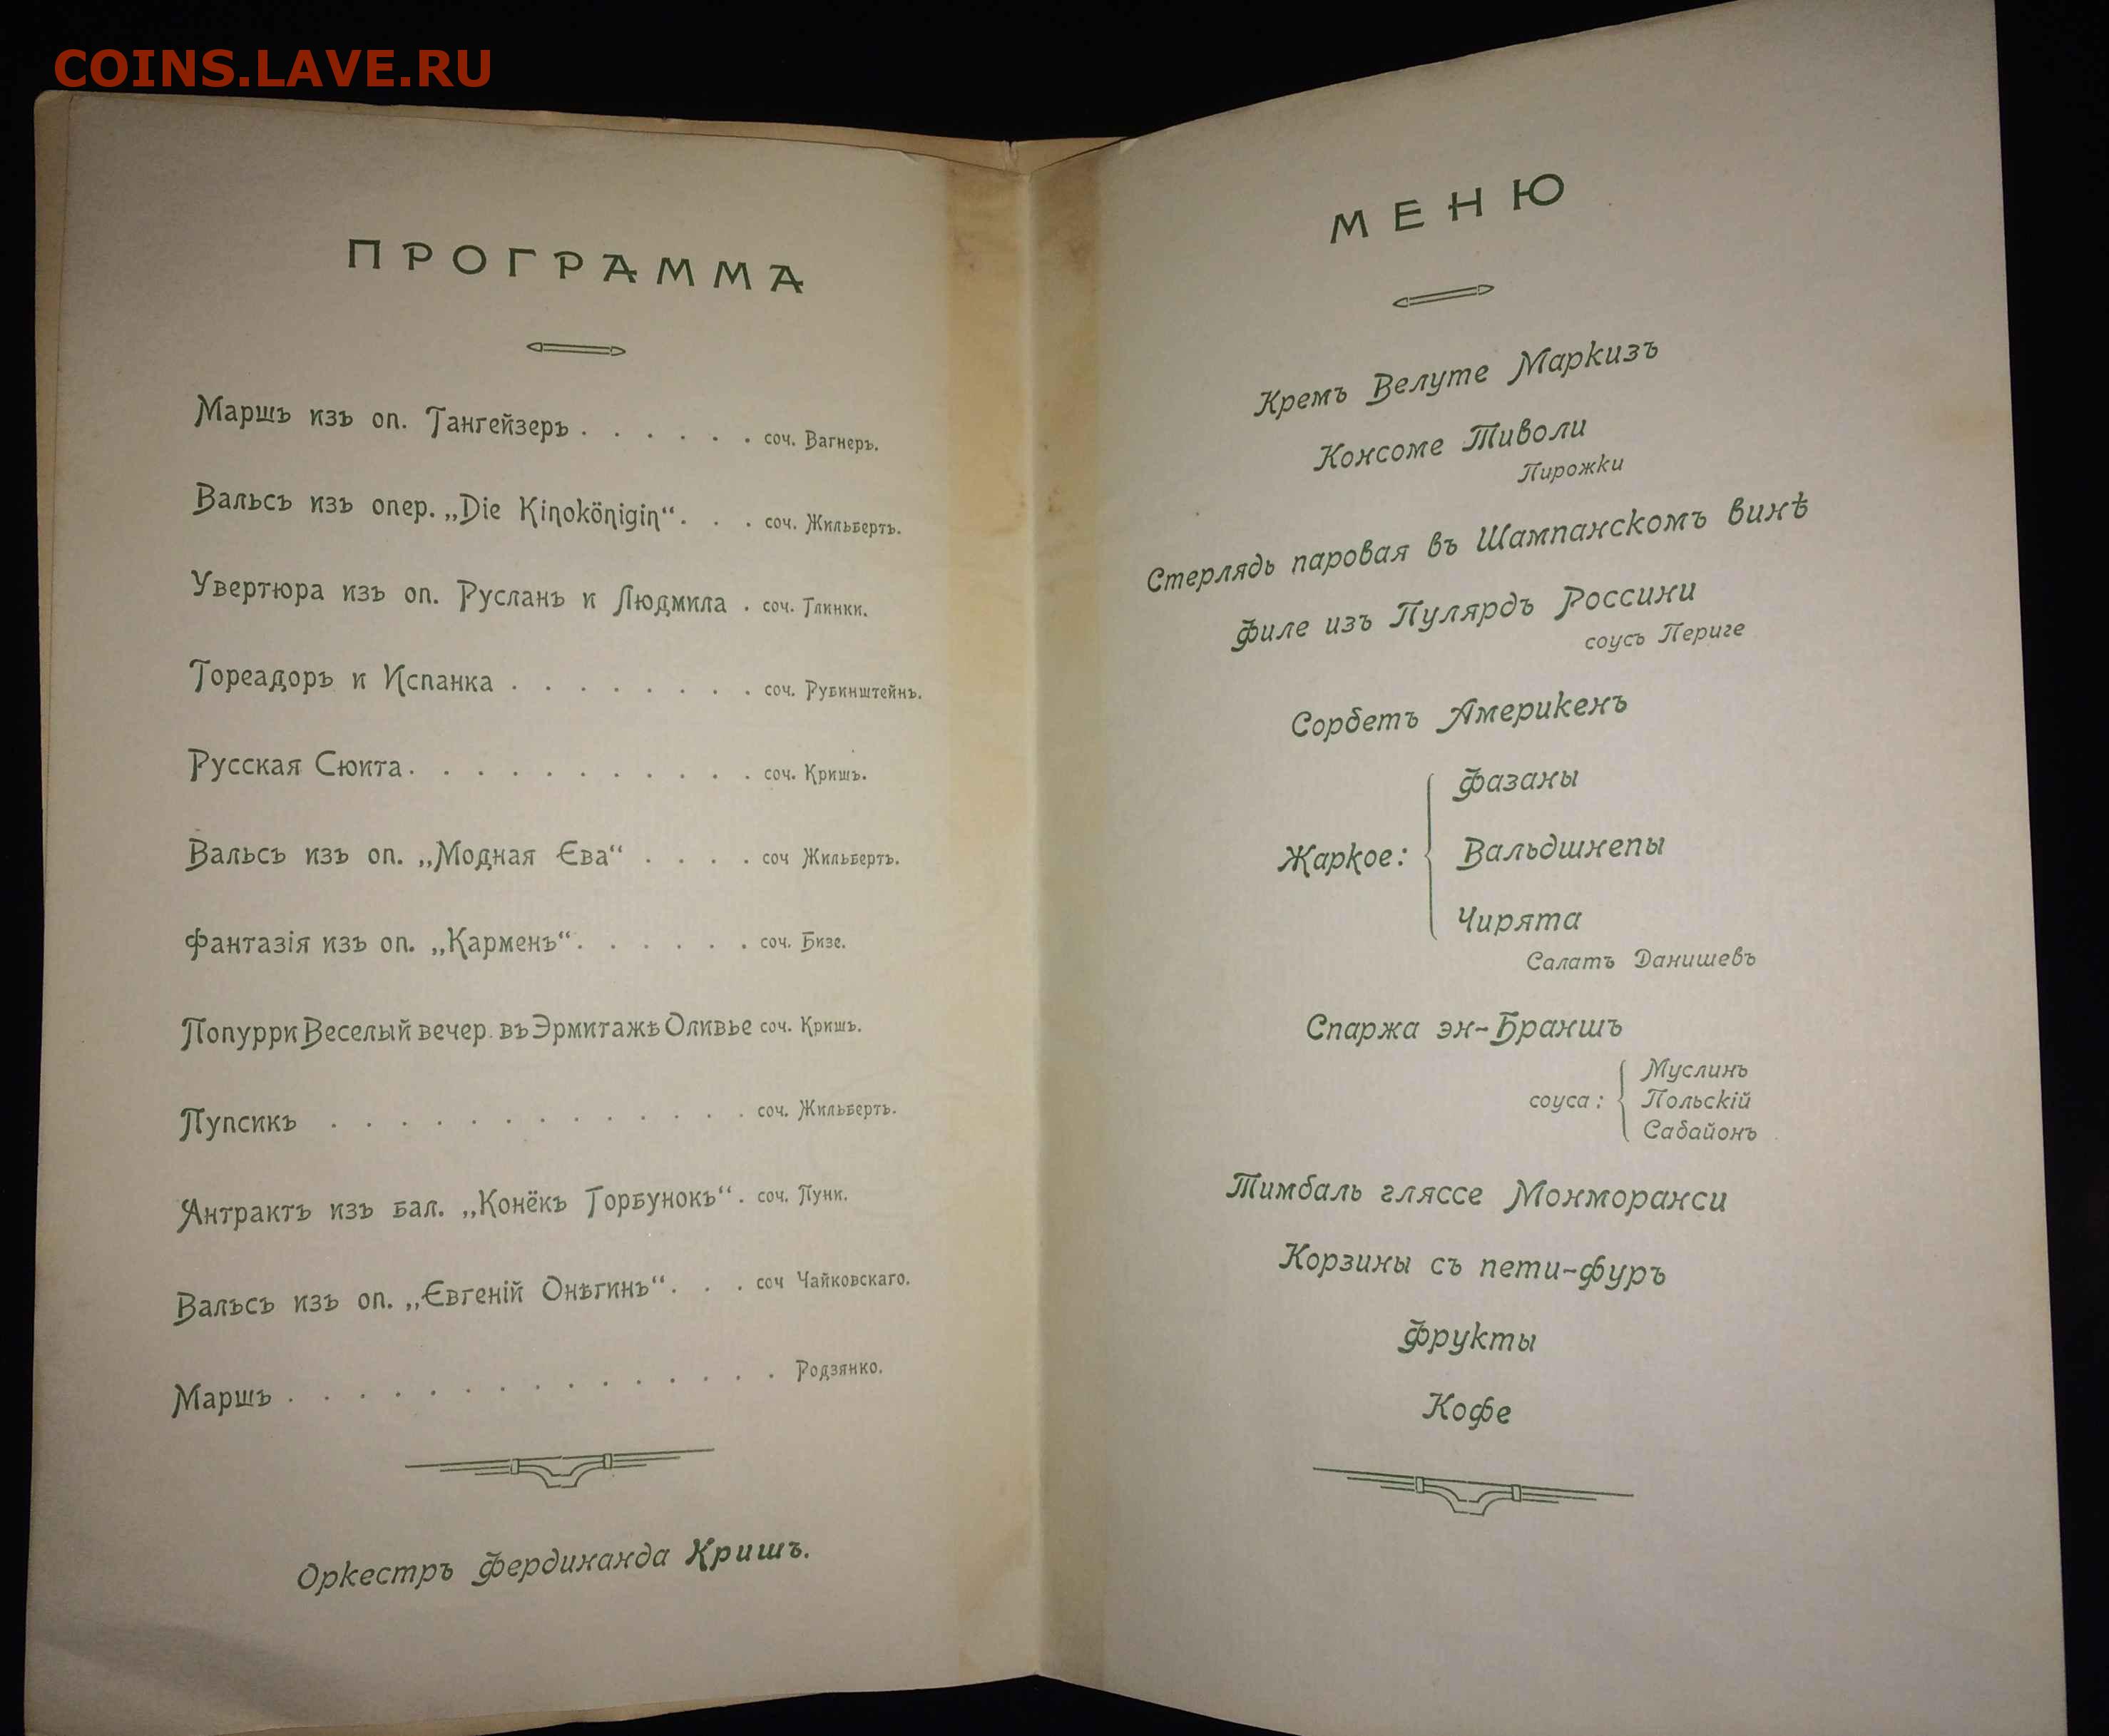 COINS.LAVE.RU
ПРОГРАММА
Маршъ изъ оп. Тангейзеръ . . . . . . соч. Вагнеръ.
Вальсъ изъ опер. „Die Kinokönigin“. . . соч. Жильбертъ.
Увертюра изъ оп. Русланъ и Людмила . соч. Глинки.
Тореадоръ и Испанка . . . . . . . . соч. Рубинштейнъ.
Русская Сюита. . . . . . . . . . . соч. Кришъ.
Вальсъ изъ оп. „Модная Ева“ . . . . соч Жильбертъ.
Фантазія изъ оп. „Карменъ“. . . . . . соч. Бизе.
Попурри Веселый вечер. въ Эрмитажѣ Оливье соч. Кришъ.
Пупсикъ . . . . . . . . . . . . . соч. Жильбертъ.
Антрактъ изъ бал. „Конёкъ Горбунокъ“. соч. Пуни.
Вальсъ изъ оп. „Евгеній Онѣгинъ“. . . соч Чайковскаго.
Маршъ . . . . . . . . . . . . . . . Родзянко.
Оркестръ Фердинанда Кришъ.
МЕНЮ
Кремъ Велуте Маркизъ
Консоме Тиволи
Пирожки
Стерлядь паровая въ Шампанскомъ винѣ
Филе изъ Пулярдъ Россини
соусъ Периге
Сорбетъ Америкенъ
Фазаны
Жаркое: Вальдшнепы
Чирята
Салатъ Данишевъ
Спаржа эн-Браншъ
Муслинъ
соуса: Польскій
Сабайонъ
Тимбаль гляссе Монморанси
Корзины съ пети-фуръ
Фрукты
Кофе